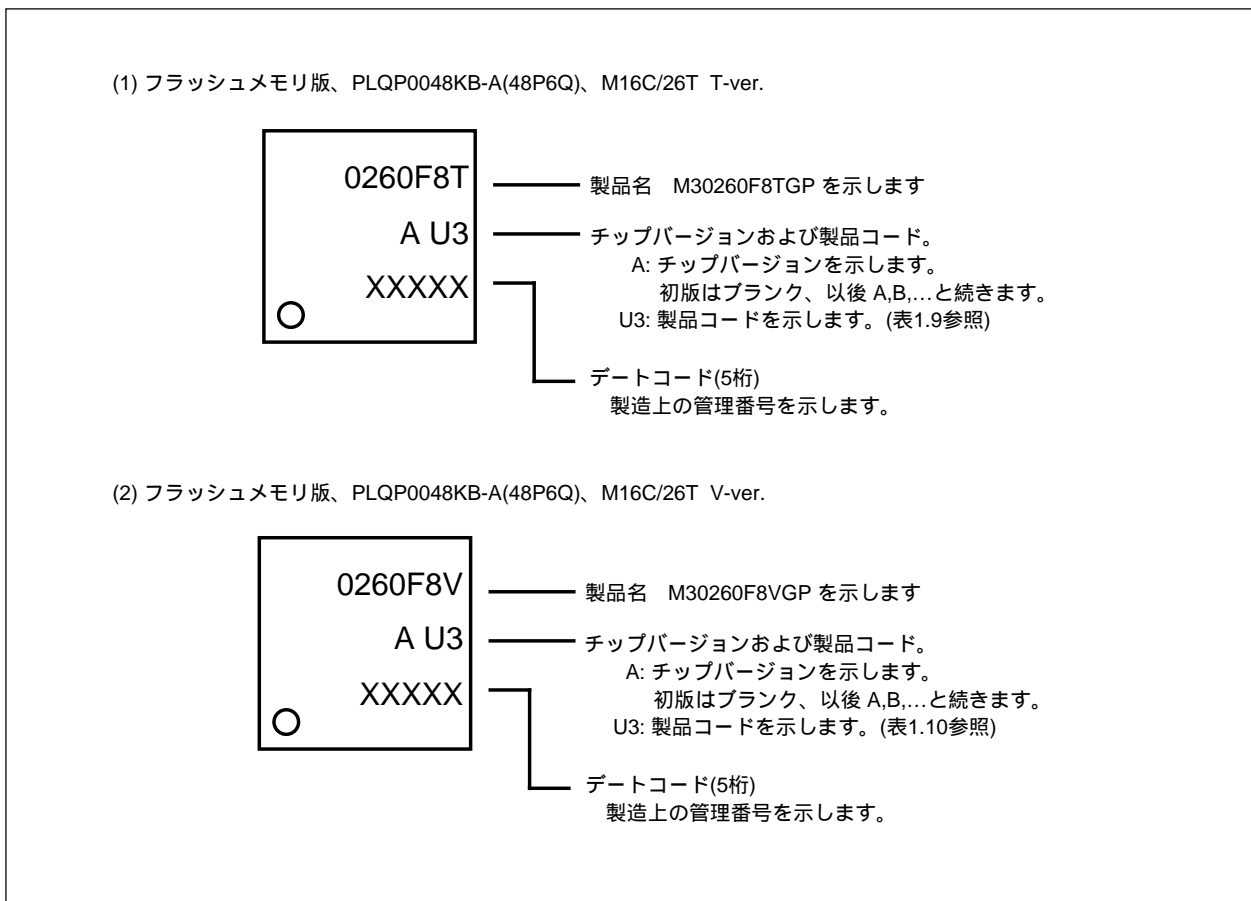 (1) フラッシュメモリ版、PLQP0048KB-A(48P6Q)、M16C/26T T-ver.
0260F8T
製品名 M30260F8TGP を示します
A U3
チップバージョンおよび製品コード。
A: チップバージョンを示します。
初版はブランク、以後 A,B,...と続きます。
U3: 製品コードを示します。(表1.9参照)
XXXXX
デートコード(5桁)
製造上の管理番号を示します。
(2) フラッシュメモリ版、PLQP0048KB-A(48P6Q)、M16C/26T V-ver.
0260F8V
製品名 M30260F8VGP を示します
A U3
チップバージョンおよび製品コード。
A: チップバージョンを示します。
初版はブランク、以後 A,B,...と続きます。
U3: 製品コードを示します。(表1.10参照)
XXXXX
デートコード(5桁)
製造上の管理番号を示します。